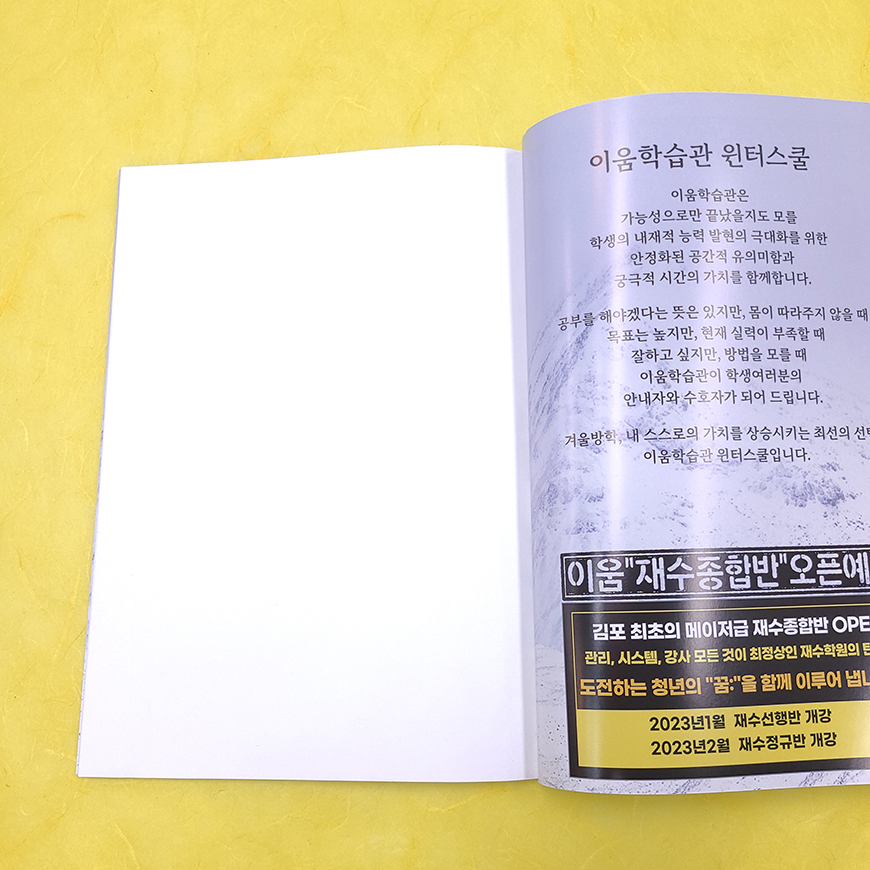 이움학습관 윈터스쿨
이움학습관은
가능성으로만 끝났을지도 모를
학생의 내재적 능력 발현의 극대화를 위한
안정화된 공간적 유의미함과
궁극적 시간의 가치를 함께합니다.
공부를 해야겠다는 뜻은 있지만, 몸이 따라주지 않을 때
목표는 높지만, 현재 실력이 부족할 때
잘하고 싶지만, 방법을 모를 때
이움학습관이 학생여러분의
안내자와 수호자가 되어 드립니다.
겨울방학, 내 스스로의 가치를 상승시키는 최선의
이움학습관 윈터스쿨입니다.
이움"재수종합반"오픈예
김포 최초의 메이저급 재수종합반 OPE
관리, 시스템, 강사 모든 것이 최정상인 재수학원의
도전하는 청년의 "꿈:"을 함께 이루어
2023년1월 재수선행반 개강
2023년2월 재수정규반 개강